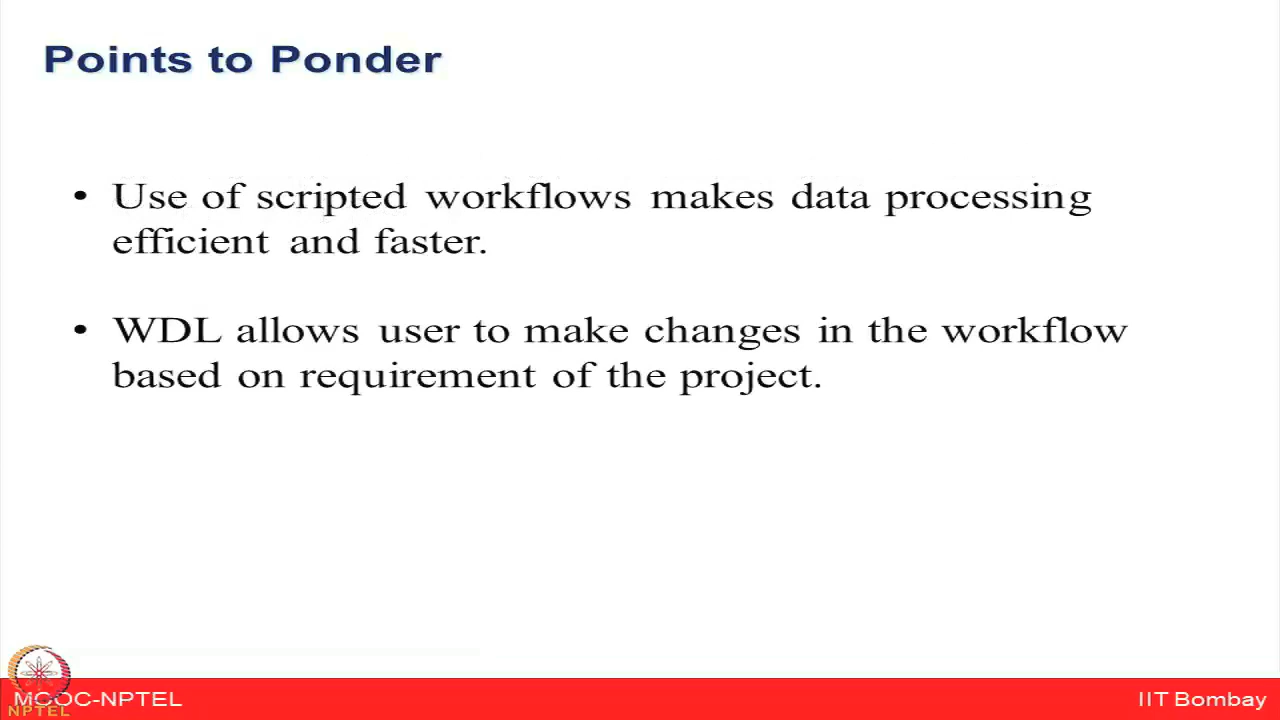 Points to Ponder
• Use of scripted workflows makes data processing
efficient and faster.
• WDL allows user to make changes in the workflow
based on requirement of the project.
MOOC-NPTEL
NPTEL
IIT Bombay